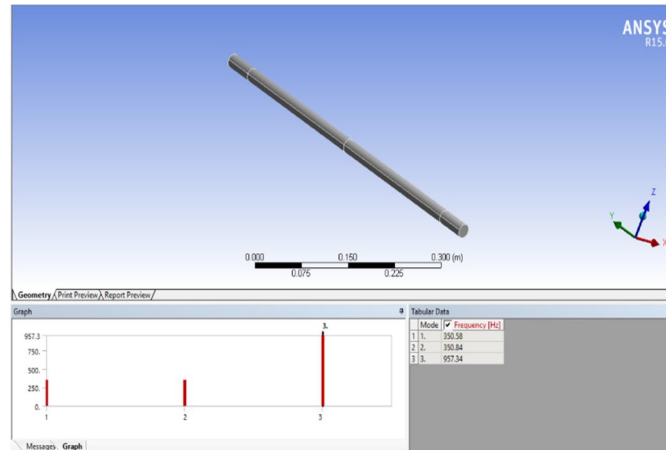 ANSYS
R15.
Z
Y
X
0.000 0.150 0.300 (m)
0.075 0.225
Geometry Print Preview Report Preview
Graph
3.
957.3
750.
500.
250.
0.
1 2 3
Messages Graph
Tabular Data
Mode Frequency [Hz]
1 1. 350.58
2 2. 350.84
3 3. 957.34